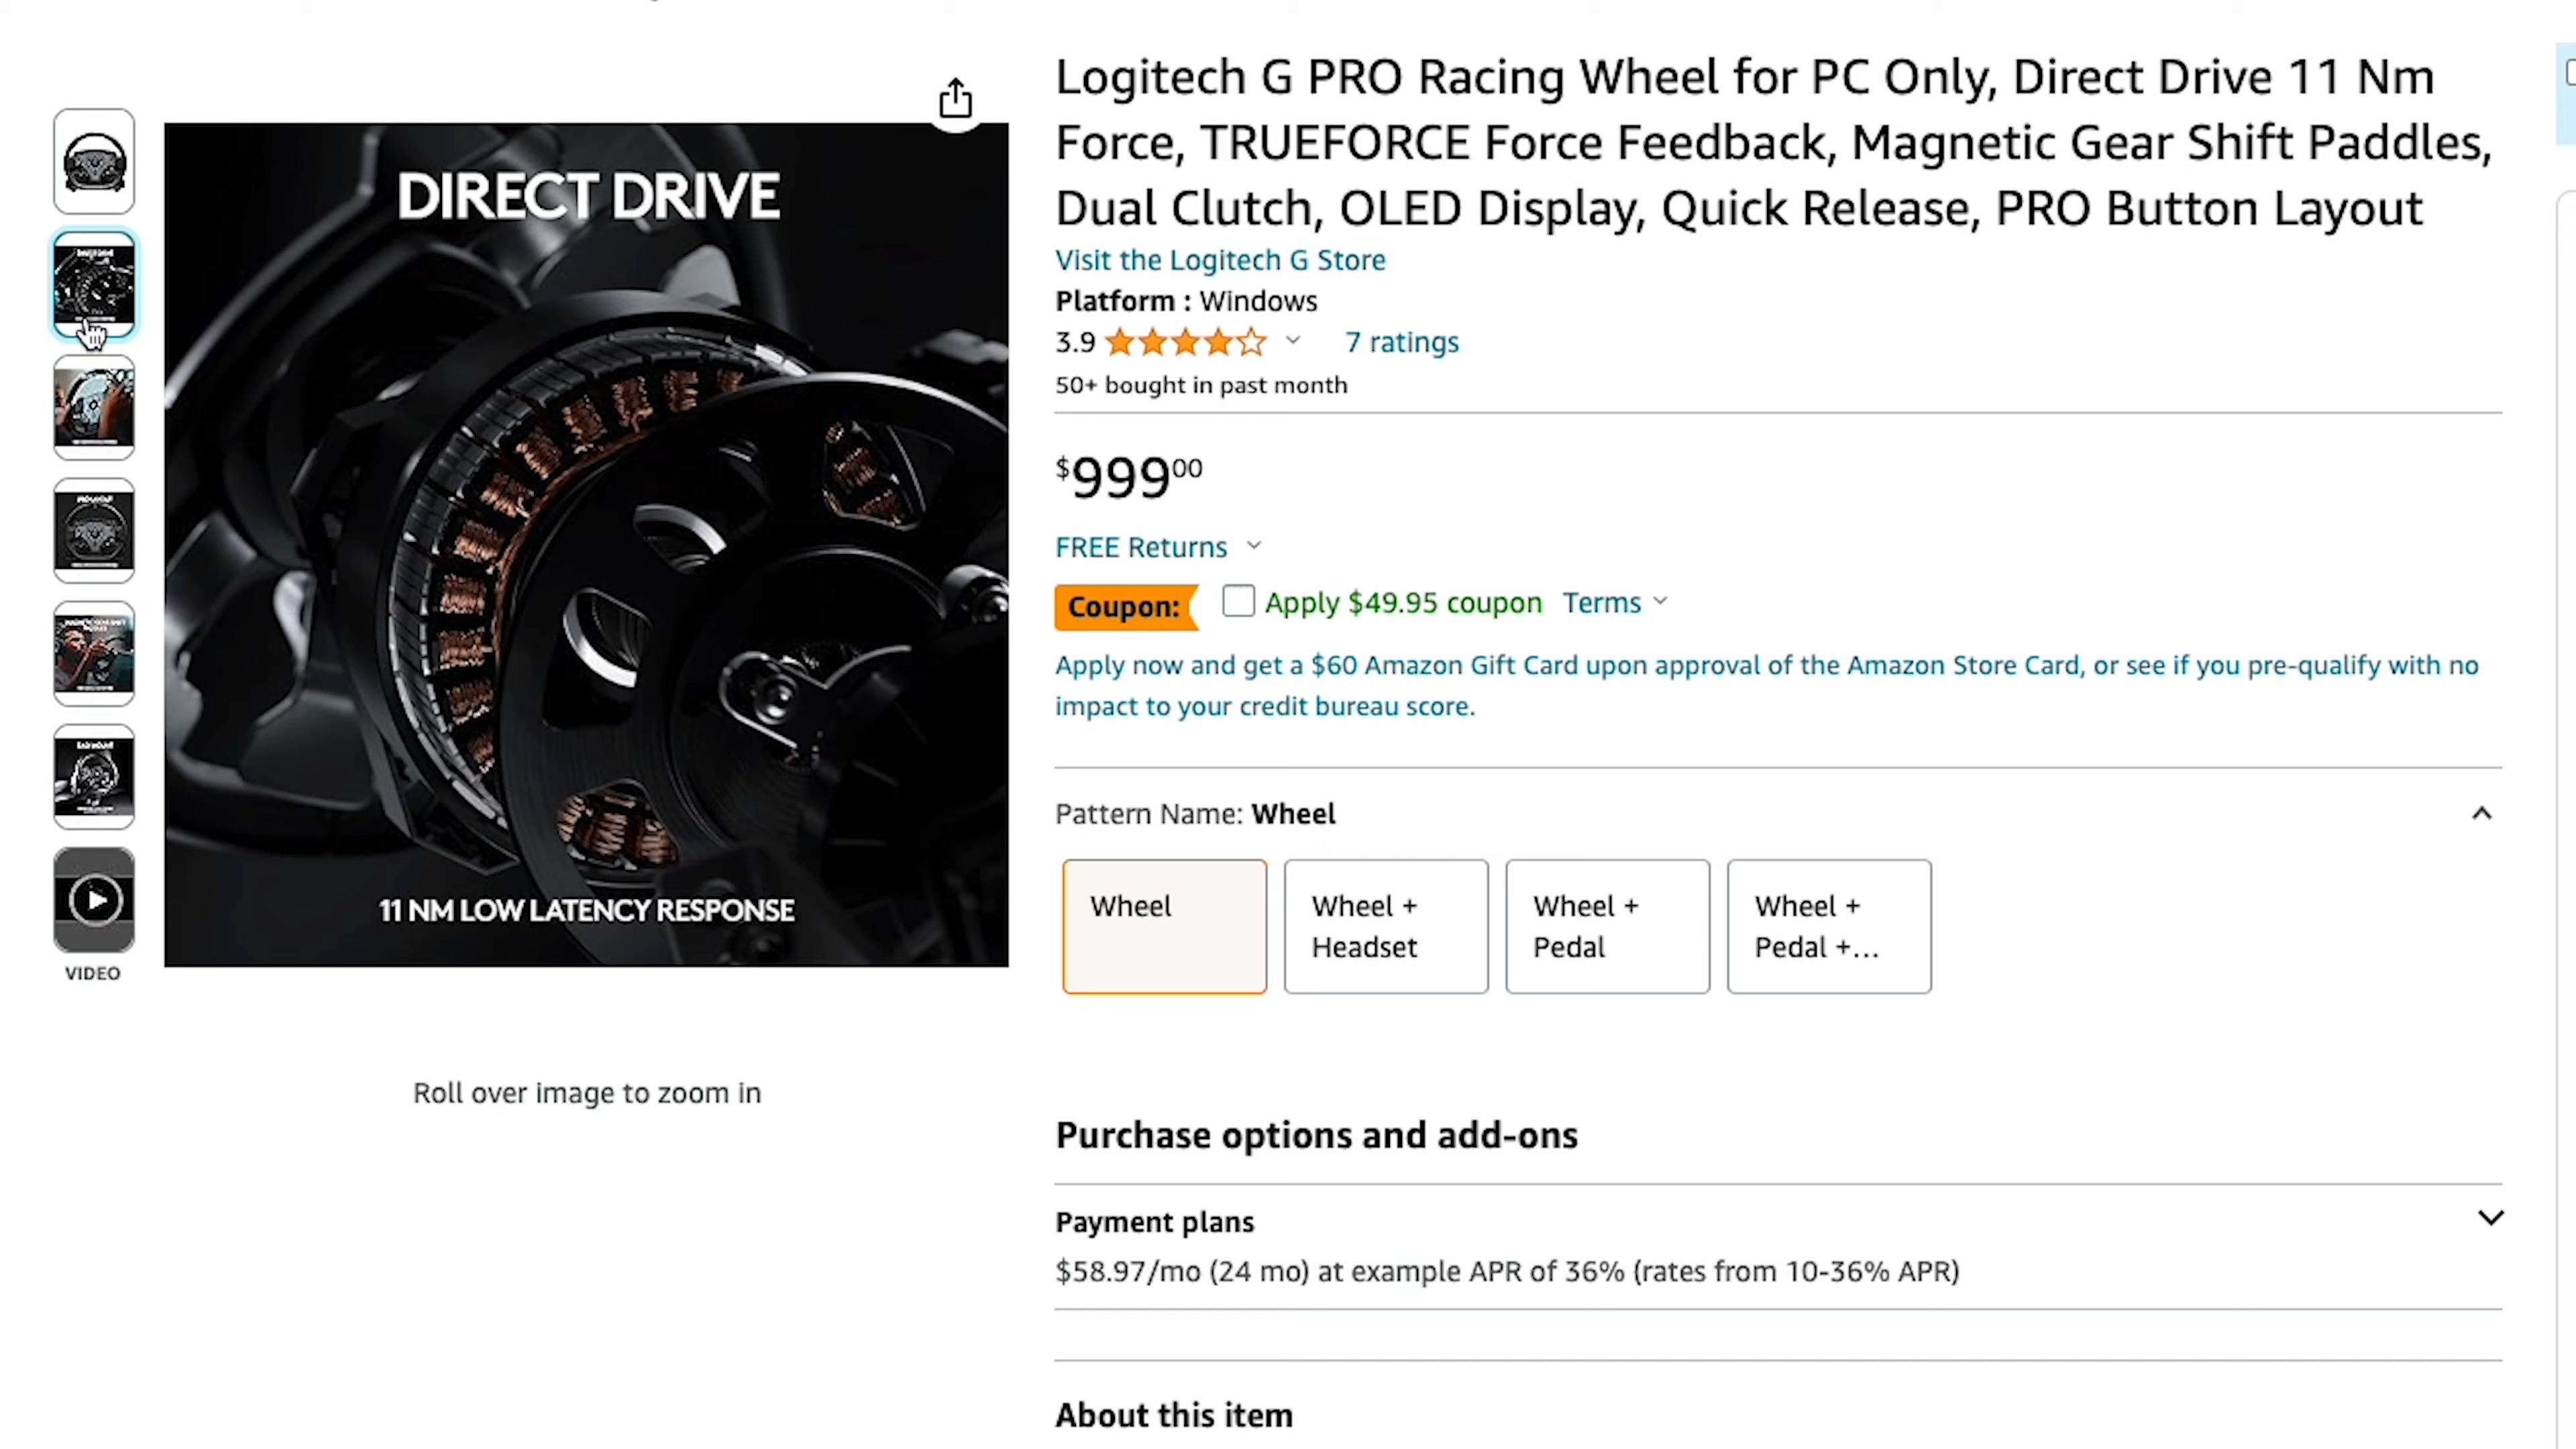 DIRECT DRIVE
11 NM LOW LATENCY RESPONSE
VIDEO
Roll over image to zoom in
Logitech G PRO Racing Wheel for PC Only, Direct Drive 11 Nm
Force, TRUEFORCE Force Feedback, Magnetic Gear Shift Paddles,
Dual Clutch, OLED Display, Quick Release, PRO Button Layout
Visit the Logitech G Store
Platform : Windows
3.9 7 ratings
50+ bought in past month
$99900
FREE Returns
Coupon: Apply $49.95 coupon Terms
Apply now and get a $60 Amazon Gift Card upon approval of the Amazon Store Card, or see if you pre-qualify with no
impact to your credit bureau score.
Pattern Name: Wheel
Wheel
Wheel +
Headset
Wheel +
Pedal
Wheel +
Pedal +...
Purchase options and add-ons
Payment plans
$58.97/mo (24 mo) at example APR of 36% (rates from 10-36% APR)
About this item